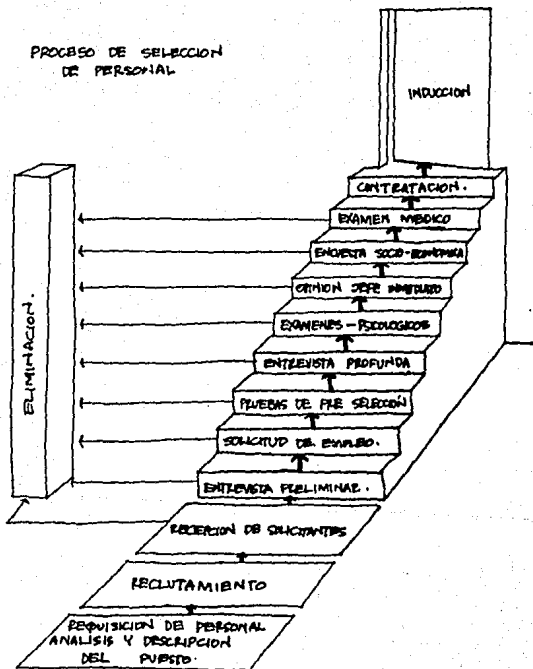 PROCESO DE SELECCION
DE PERSONAL
INDUCCION
CONTRATACION.
EXAMEN MEDICO
ENCUESTA SOCIO-ECONOMICA
OPINION JEFE INMEDIATO
EXAMENES-PSICOLOGICOS
ENTREVISTA PROFUNDA
PRUEBAS DE PRE SELECCIÓN
SOLICITUD DE EMPLEO.
ENTREVISTA PRELIMINAR.
ELIMINACION.
RECEPCION DE SOLICITANTES
RECLUTAMIENTO
REQUISICION DE PERSONAL
ANALISIS Y DESCRIPCION
DEL PUESTO.